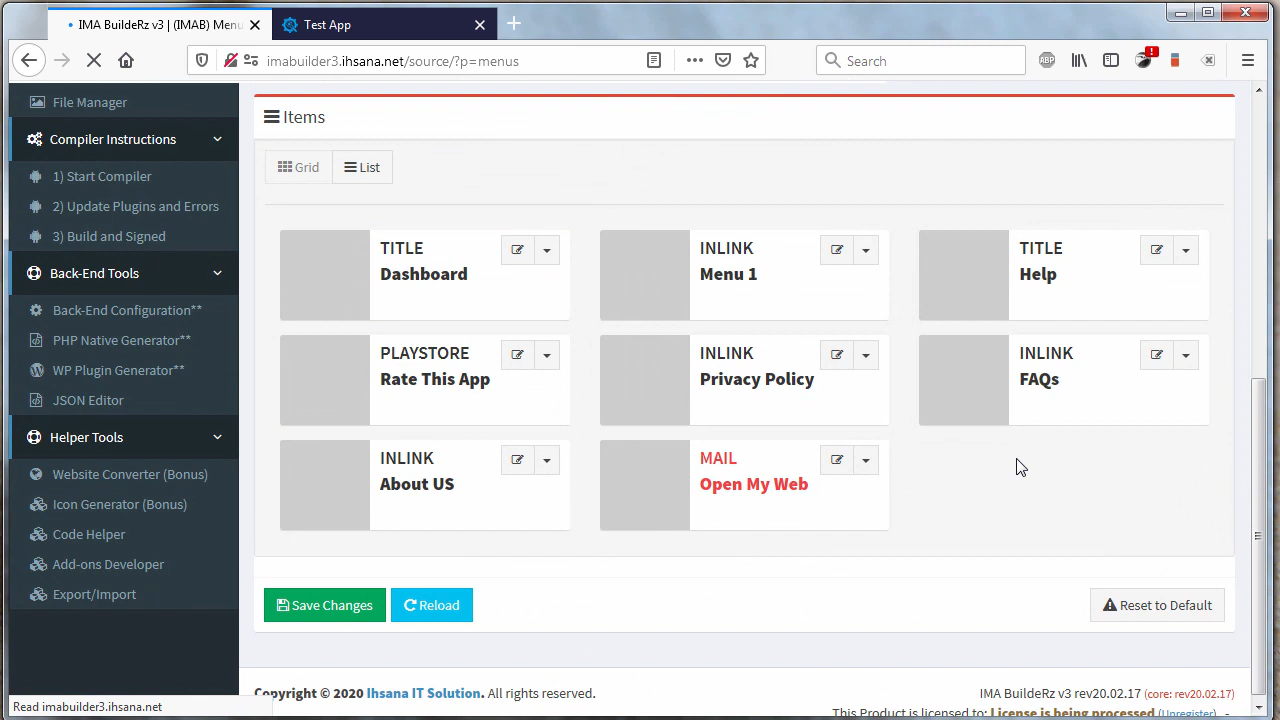 IMA BuildeRz v3 | (IMAB) Menu
Test App
imabuilder3.ihsana.net/source/?p=menus
Search
ABP
File Manager
Compiler Instructions
1) Start Compiler
2) Update Plugins and Errors
3) Build and Signed
Back-End Tools
Back-End Configuration**
PHP Native Generator**
WP Plugin Generator**
JSON Editor
Helper Tools
Website Converter (Bonus)
Icon Generator (Bonus)
Code Helper
Add-ons Developer
Export/Import
Read imabuilder3.ihsana.net
Items
Grid
List
TITLE
Dashboard
INLINK
Menu 1
TITLE
Help
PLAYSTORE
Rate This App
INLINK
Privacy Policy
INLINK
FAQs
INLINK
About US
MAIL
Open My Web
Save Changes
Reload
Reset to Default
Copyright © 2020 Ihsana IT Solution. All rights reserved.
IMA BuildeRz v3 rev20.02.17 (core: rev20.02.17)
This Product is licensed to: License is being processed (Unregister) -